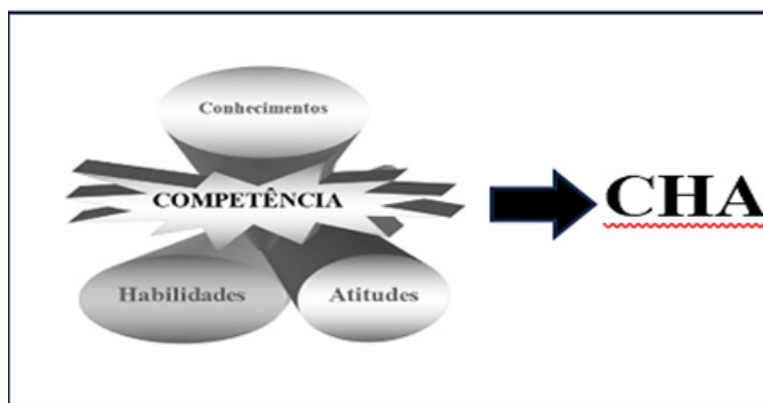 Conhecimentos
COMPETÊNCIA
CHA
Habilidades
Atitudes